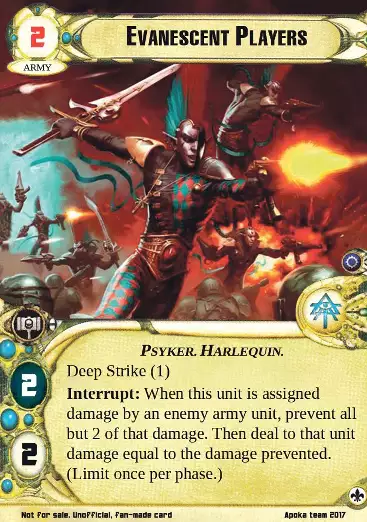 2
EVANESCENT PLAYERS
ARMY
PSYKER. HARLEQUIN.
Deep Strike (1)
2
Interrupt: When this unit is assigned
damage by an enemy army unit, prevent all
but 2 of that damage. Then deal to that unit
2
damage equal to the damage prevented.
(Limit once per phase.)
Not for sale. Unofficial, fan-made card
Apoka team 2017